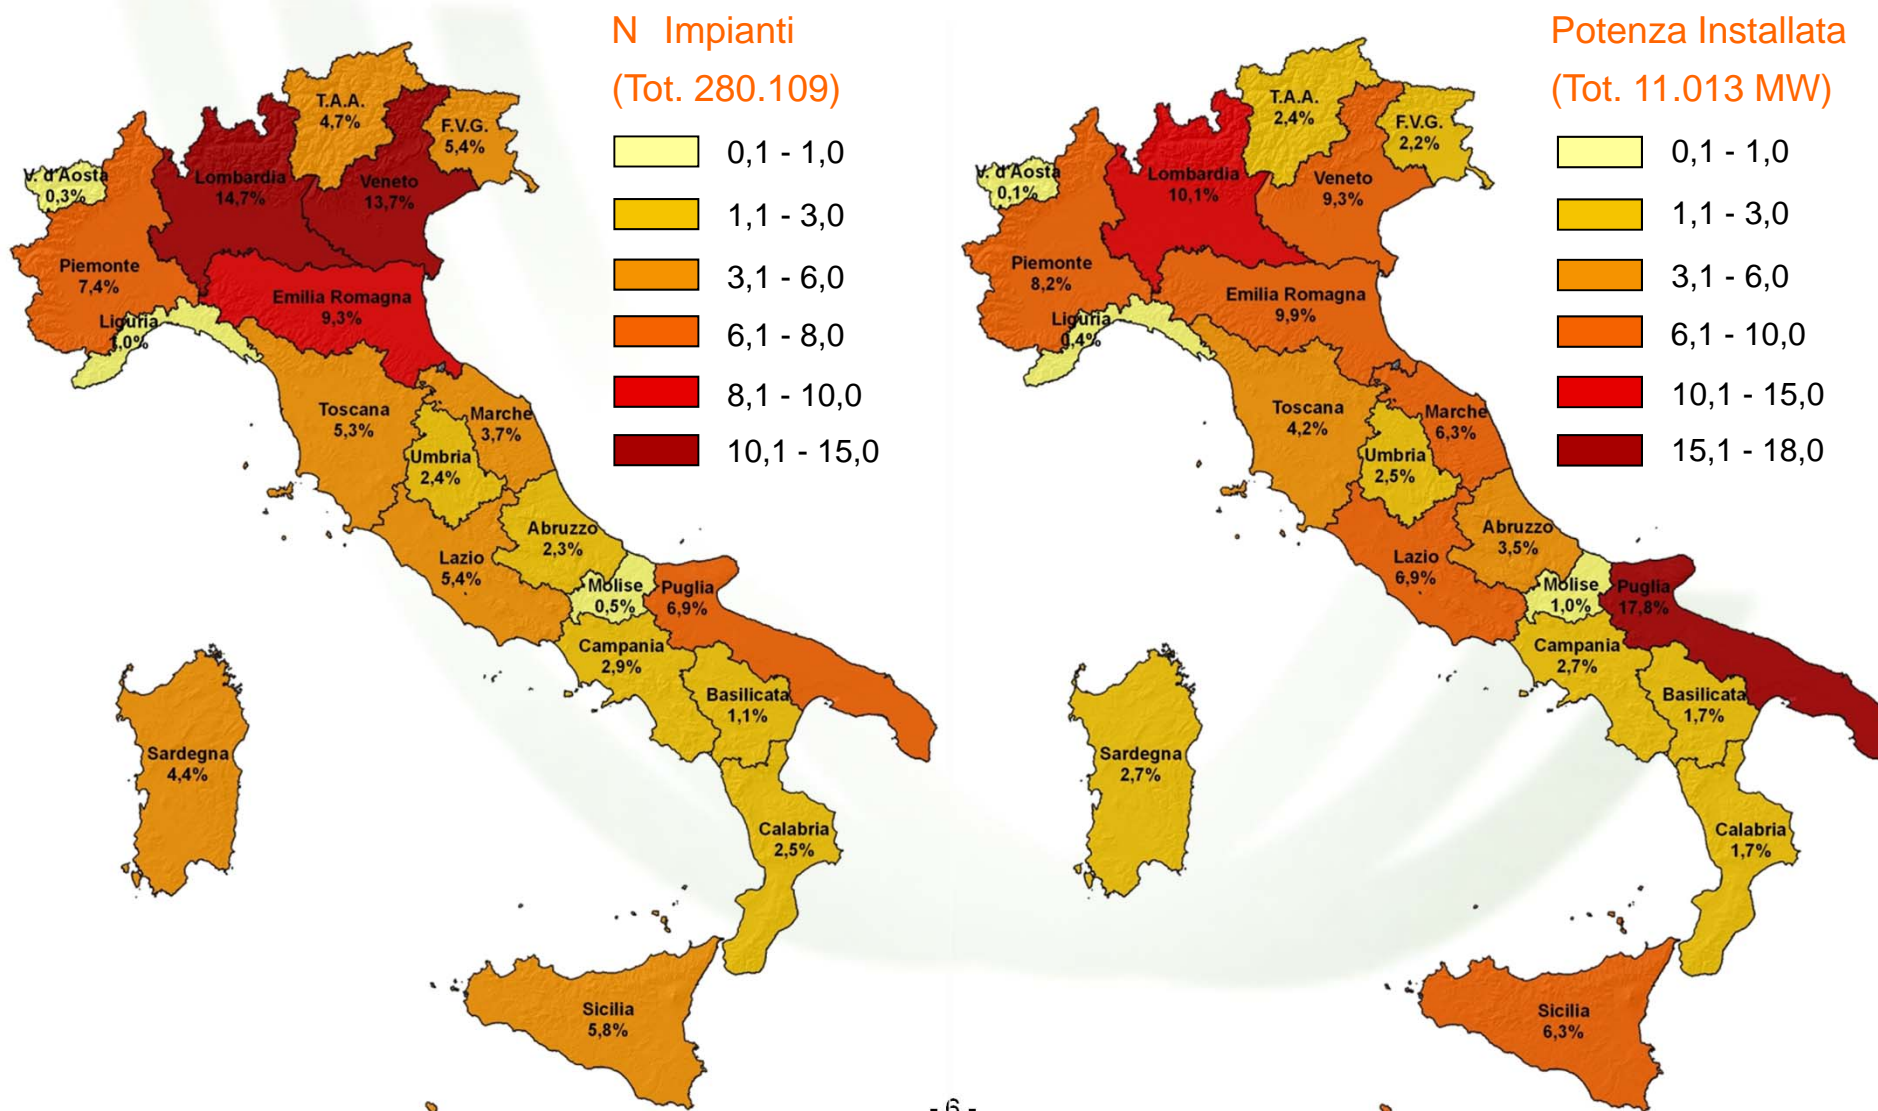 N Impianti
(Tot. 280.109)
0,1 - 1,0
1,1 - 3,0
3,1 - 6,0
6,1 - 8,0
8,1 - 10,0
10,1 - 15,0
T.A.A.
4,7%
F.V.G.
5,4%
V. d'Aosta
0,3%
Lombardia
14,7%
Veneto
13,7%
Piemonte
7,4%
Emilia Romagna
9,3%
Liguria
1,0%
Toscana
5,3%
Marche
3,7%
Umbria
2,4%
Abruzzo
2,3%
Lazio
5,4%
Molise
0,5%
Puglia
6,9%
Campania
2,9%
Basilicata
1,1%
Sardegna
4,4%
Calabria
2,5%
Sicilia
5,8%
Potenza Installata
(Tot. 11.013 MW)
0,1 - 1,0
1,1 - 3,0
3,1 - 6,0
6,1 - 10,0
10,1 - 15,0
15,1 - 18,0
T.A.A.
2,4%
F.V.G.
2,2%
V. d'Aosta
0,1%
Lombardia
10,1%
Veneto
9,3%
Piemonte
8,2%
Emilia Romagna
9,9%
Liguria
0,4%
Toscana
4,2%
Marche
6,3%
Umbria
2,5%
Abruzzo
3,5%
Lazio
6,9%
Molise
1,0%
Puglia
17,8%
Campania
2,7%
Basilicata
1,7%
Sardegna
2,7%
Calabria
1,7%
Sicilia
6,3%
- 6 -